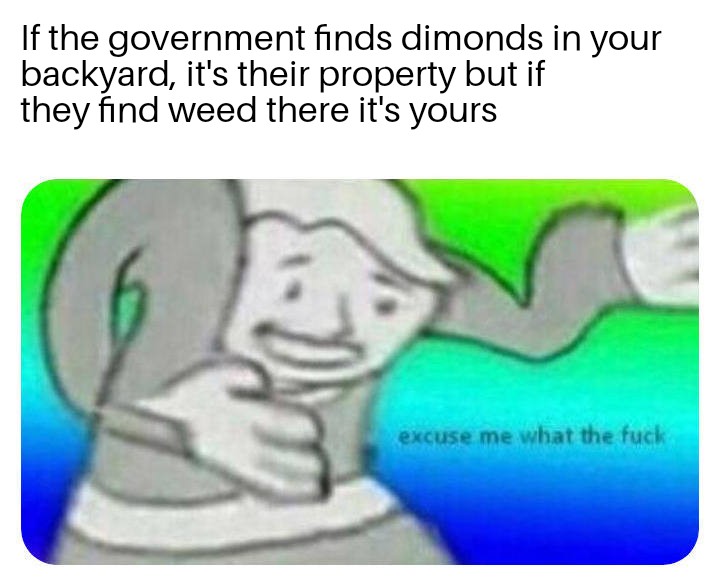 If the government finds dimonds in your
backyard, it's their property but if
they find weed there it's yours
excuse me what the fuck